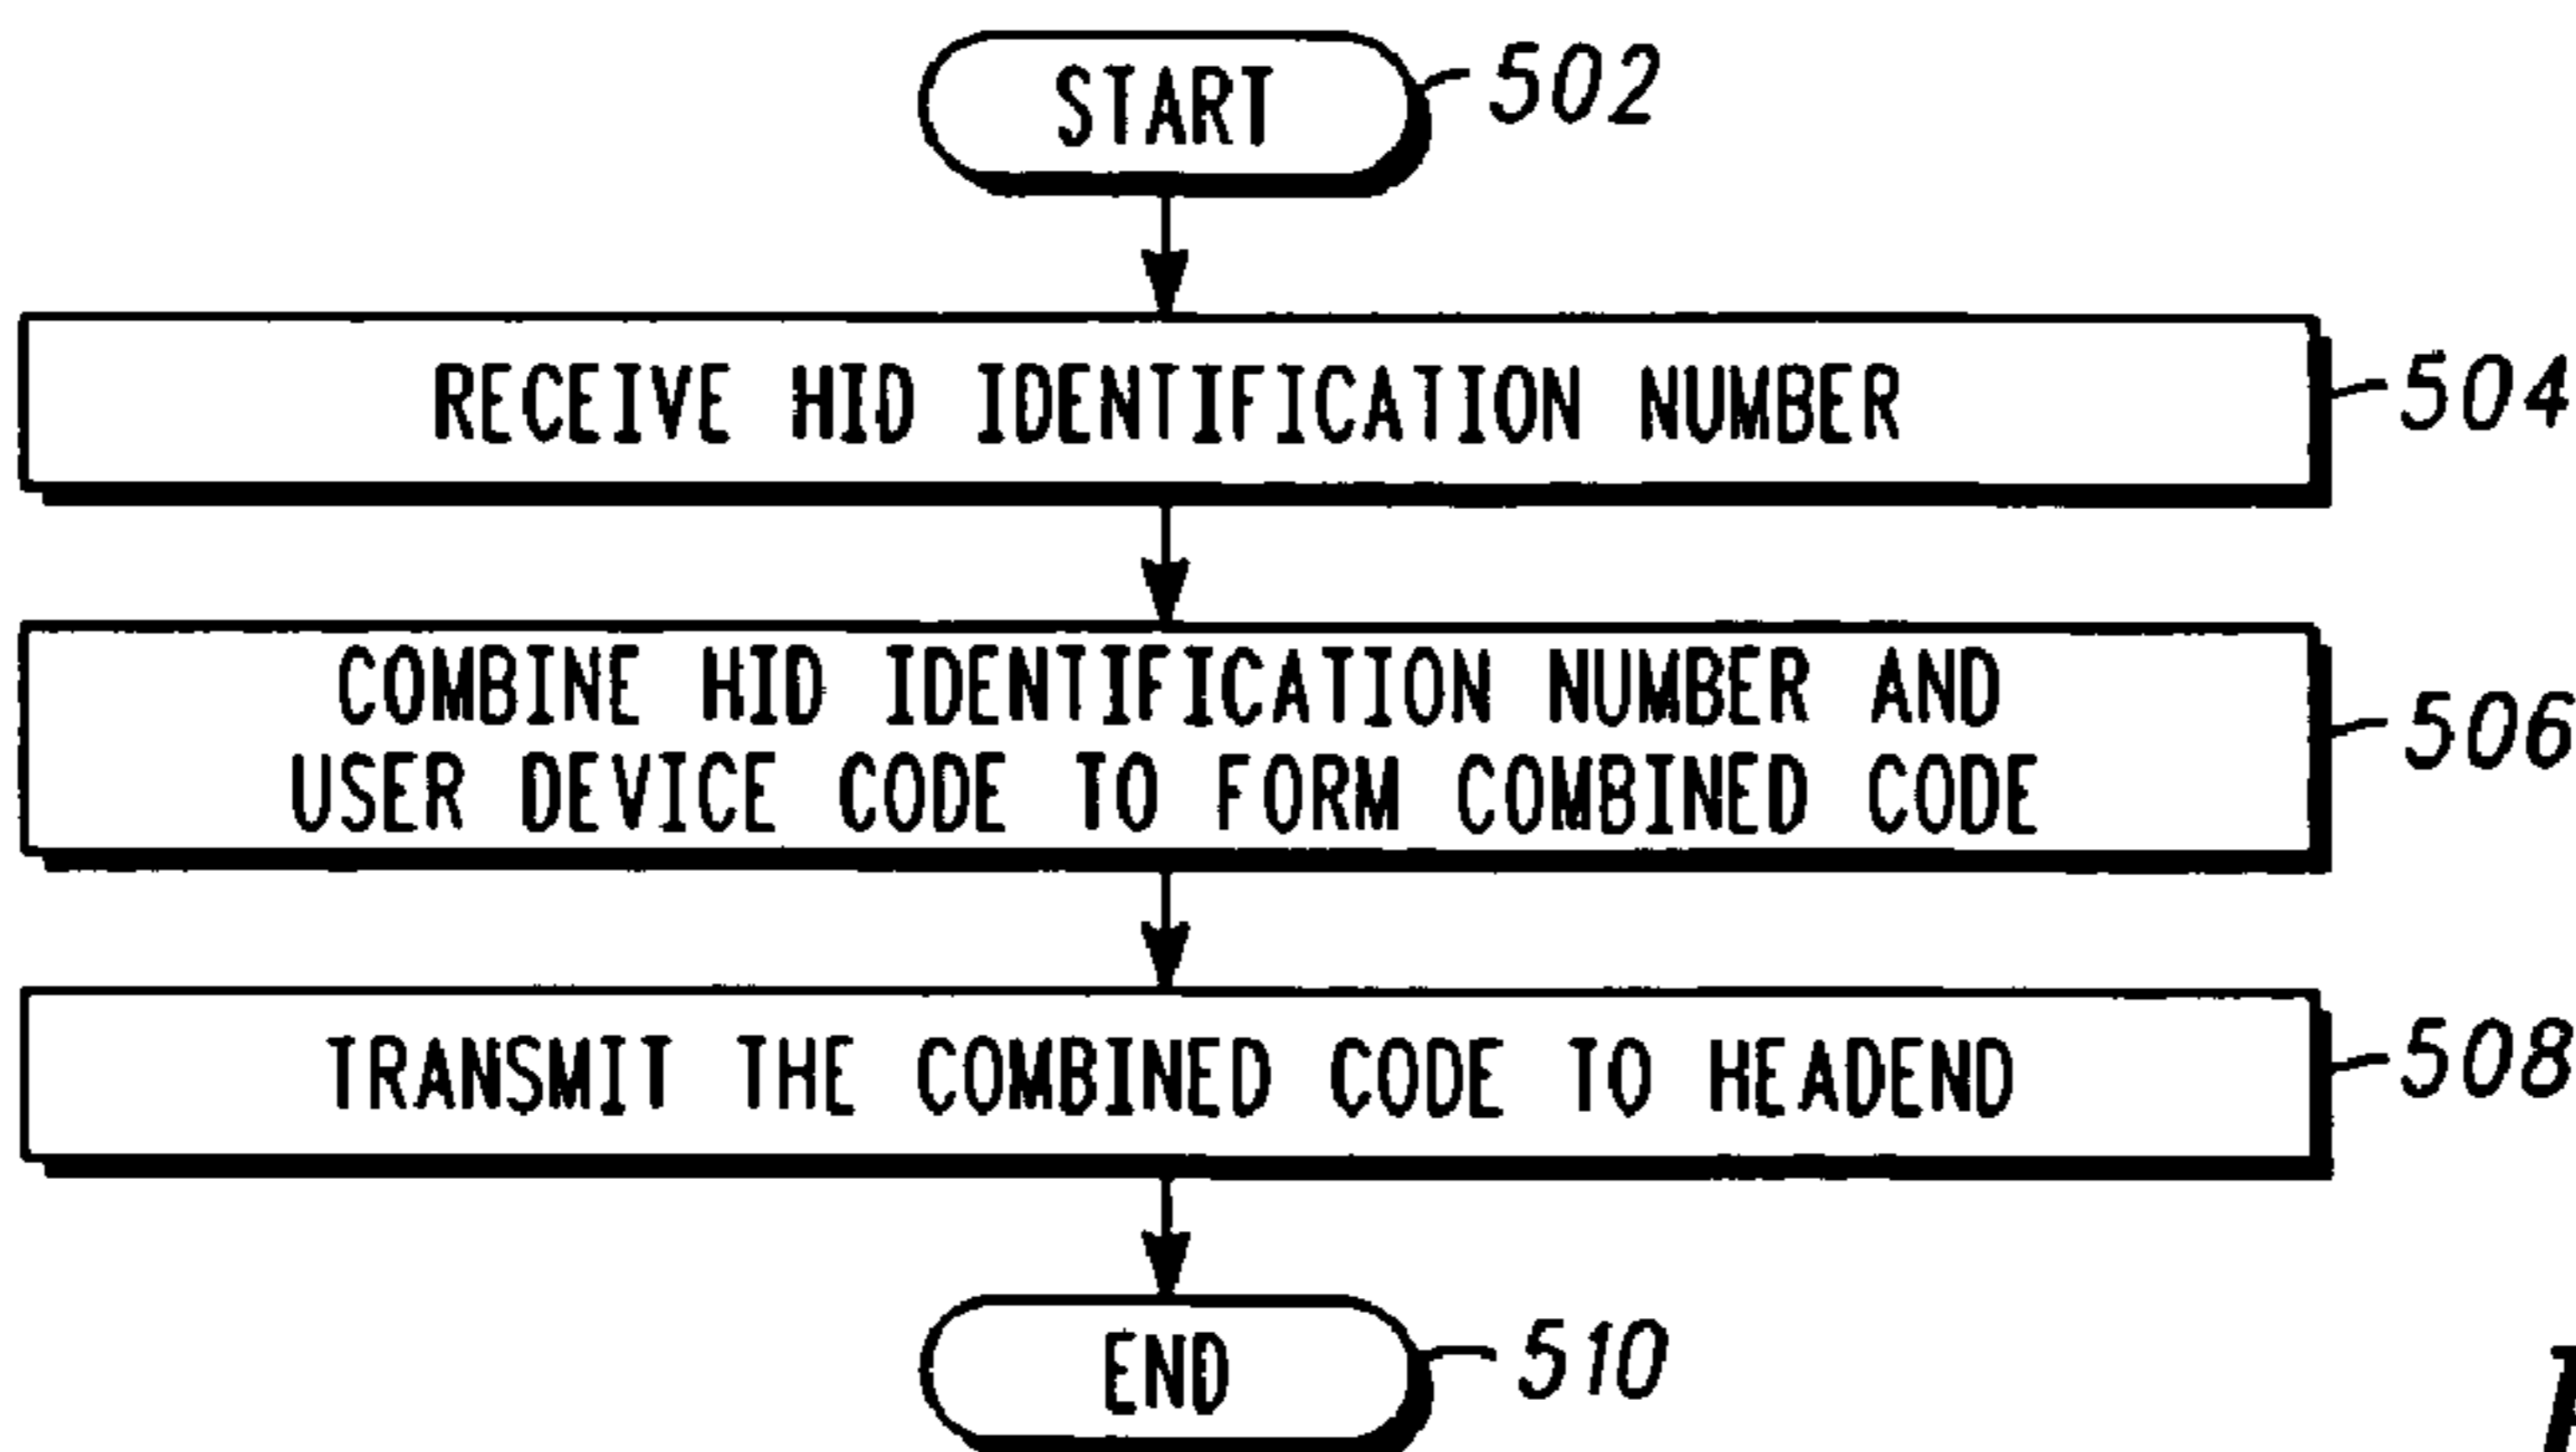 START 502
RECEIVE HID IDENTIFICATION NUMBER 504
COMBINE HID IDENTIFICATION NUMBER AND
USER DEVICE CODE TO FORM COMBINED CODE 506
TRANSMIT THE COMBINED CODE TO HEADEND 508
END 510